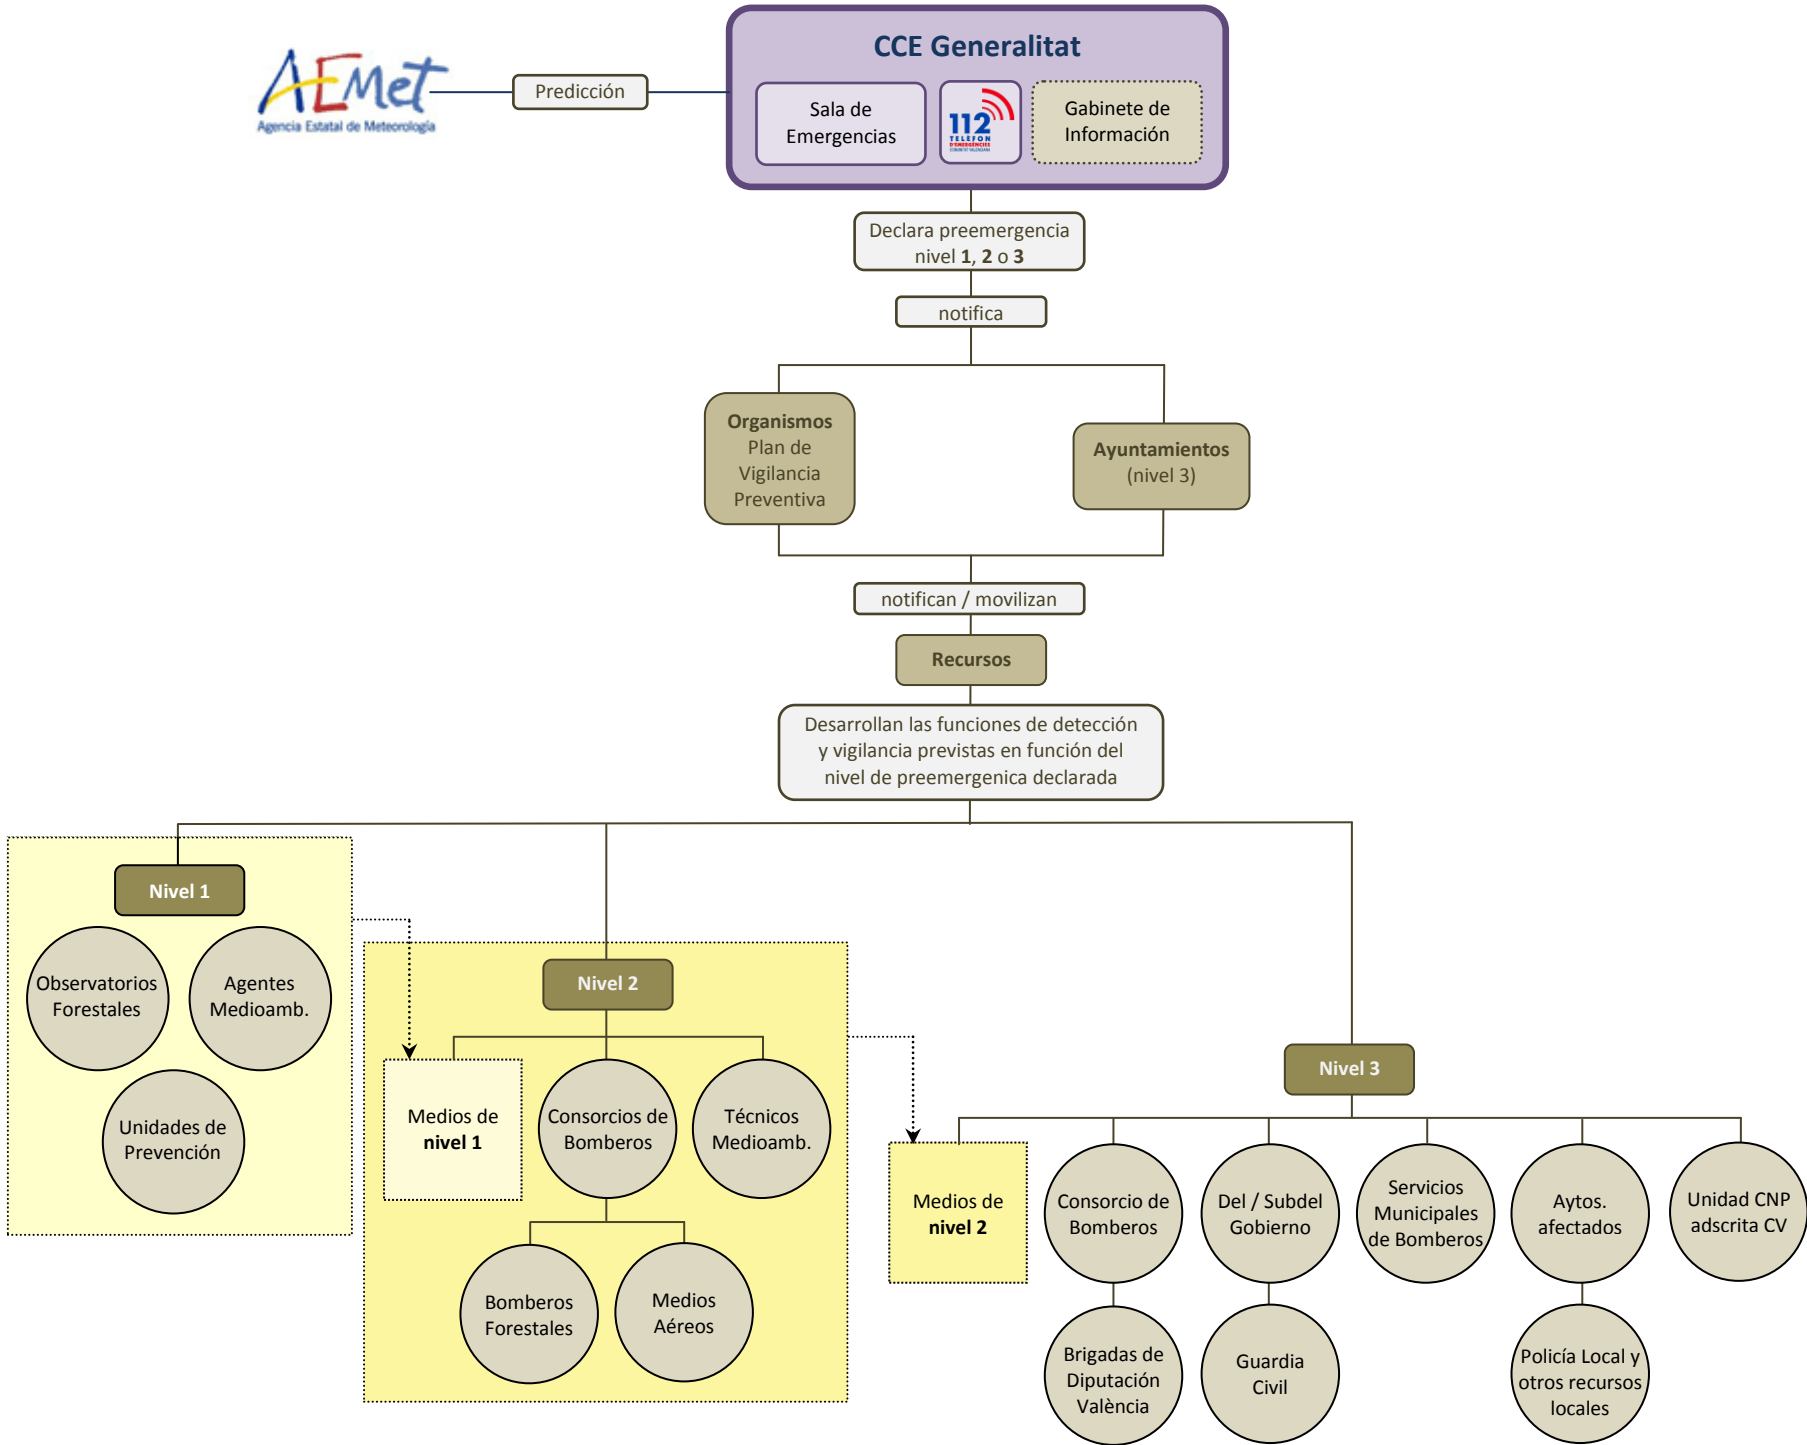 AEMet
Agencia Estatal de Meteorología
Predicción
CCE Generalitat
Sala de
Emergencias
112
TELEFON
D'EMERGÈNCIES
COMUNITAT VALENCIANA
Gabinete de
Información
Declara preemergencia
nivel 1, 2 o 3
notifica
Organismos
Plan de
Vigilancia
Preventiva
Ayuntamientos
(nivel 3)
notifican / movilizan
Recursos
Desarrollan las funciones de detección
y vigilancia previstas en función del
nivel de preemergenica declarada
Nivel 1
Observatorios
Forestales
Agentes
Medioamb.
Unidades de
Prevención
Nivel 2
Medios de
nivel 1
Consorcios de
Bomberos
Técnicos
Medioamb.
Bomberos
Forestales
Medios
Aéreos
Nivel 3
Medios de
nivel 2
Consorcio de
Bomberos
Del / Subdel
Gobierno
Servicios
Municipales
de Bomberos
Aytos.
afectados
Unidad CNP
adscrita CV
Brigadas de
Diputación
València
Guardia
Civil
Policía Local y
otros recursos
locales